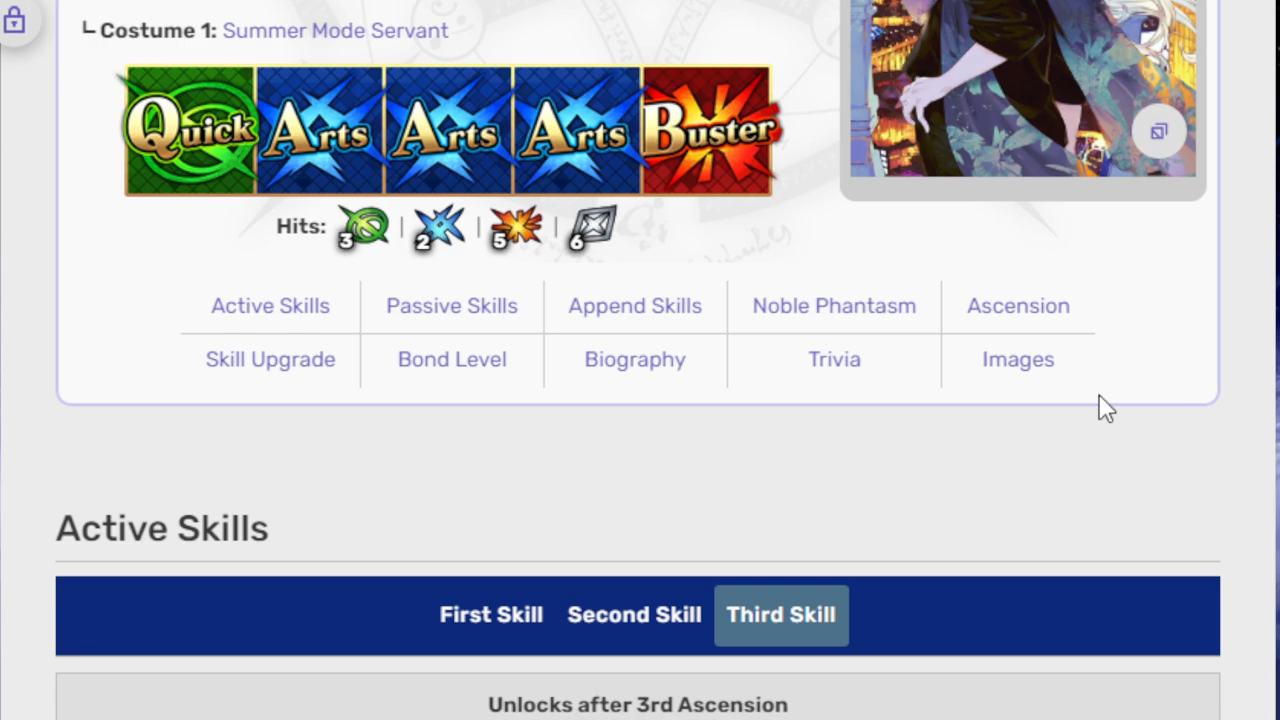 Costume 1: Summer Mode Servant
Quick Arts Arts Arts Buster
Hits: 3 | 2 | 5 | 6
Active Skills Passive Skills Append Skills Noble Phantasm Ascension
Skill Upgrade Bond Level Biography Trivia Images
Active Skills
First Skill Second Skill Third Skill
Unlocks after 3rd Ascension